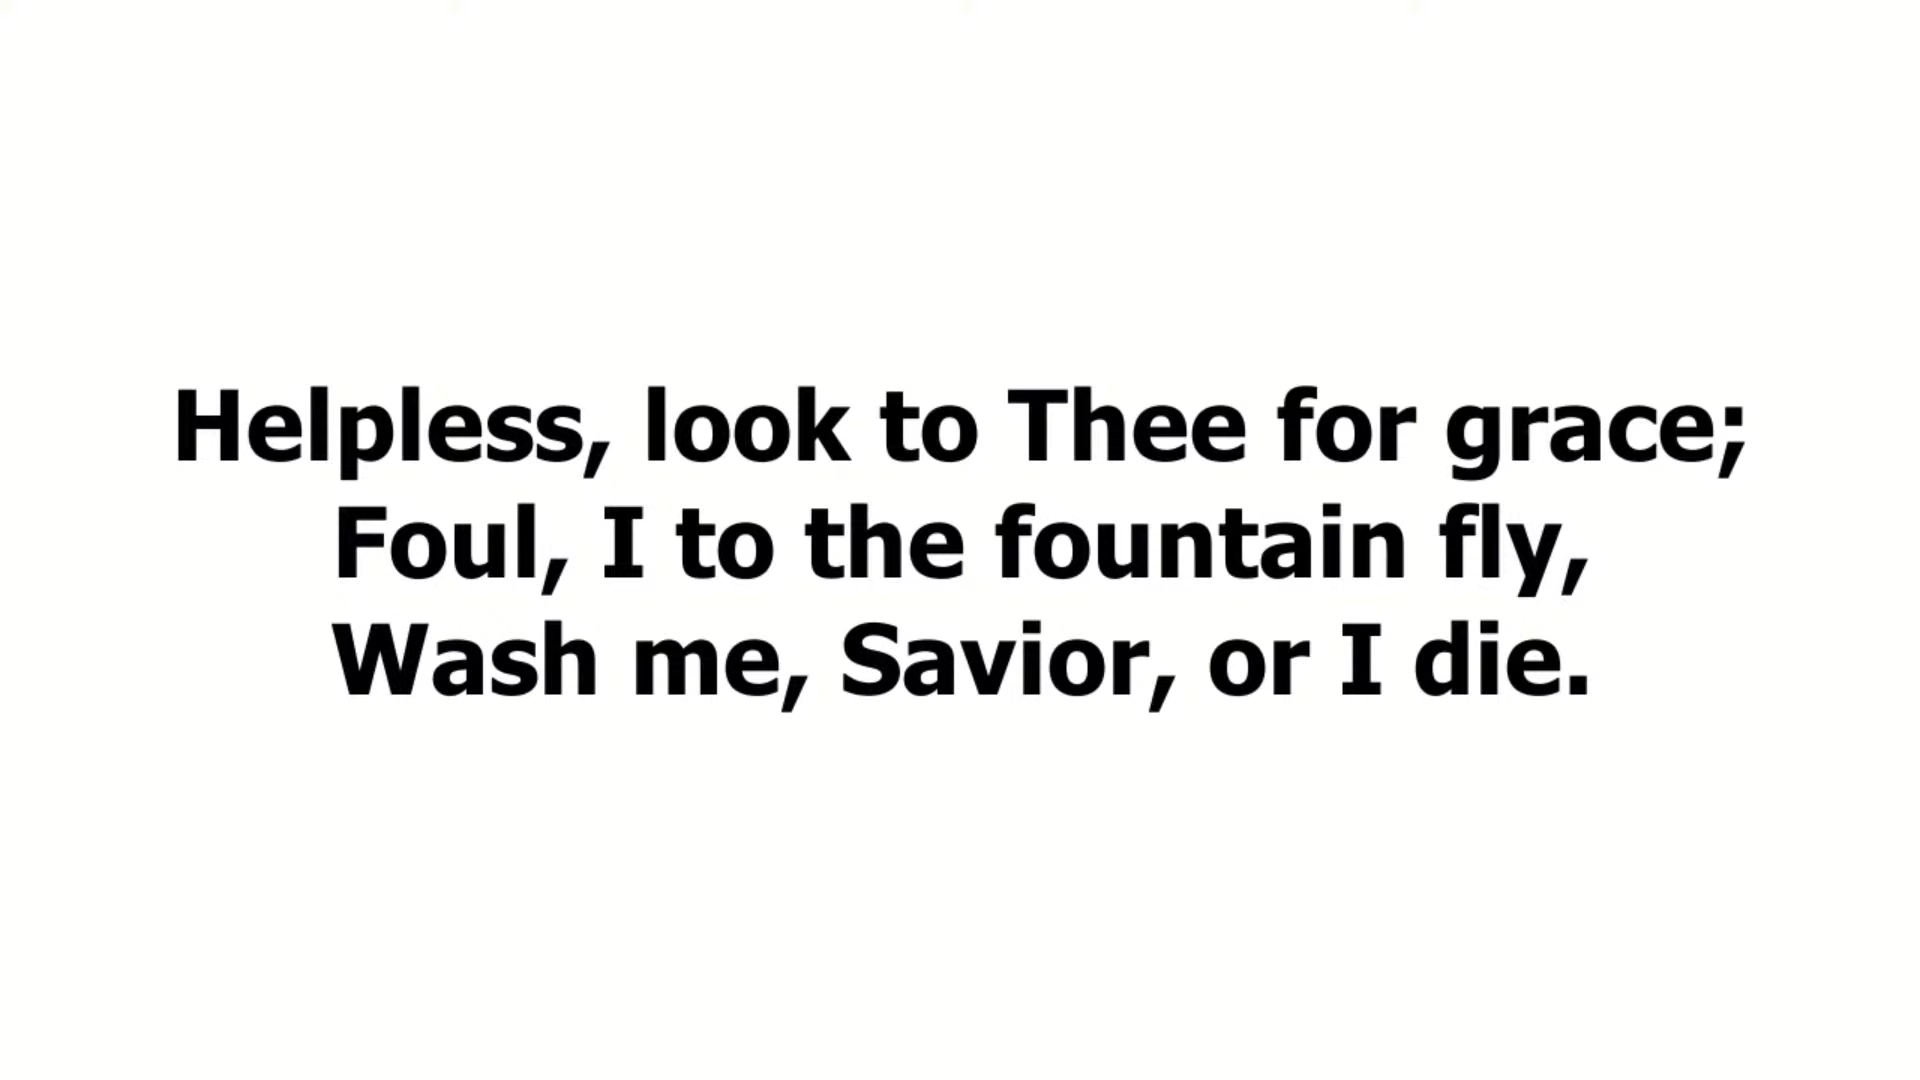 Helpless, look to Thee for grace;
Foul, I to the fountain fly,
Wash me, Savior, or I die.